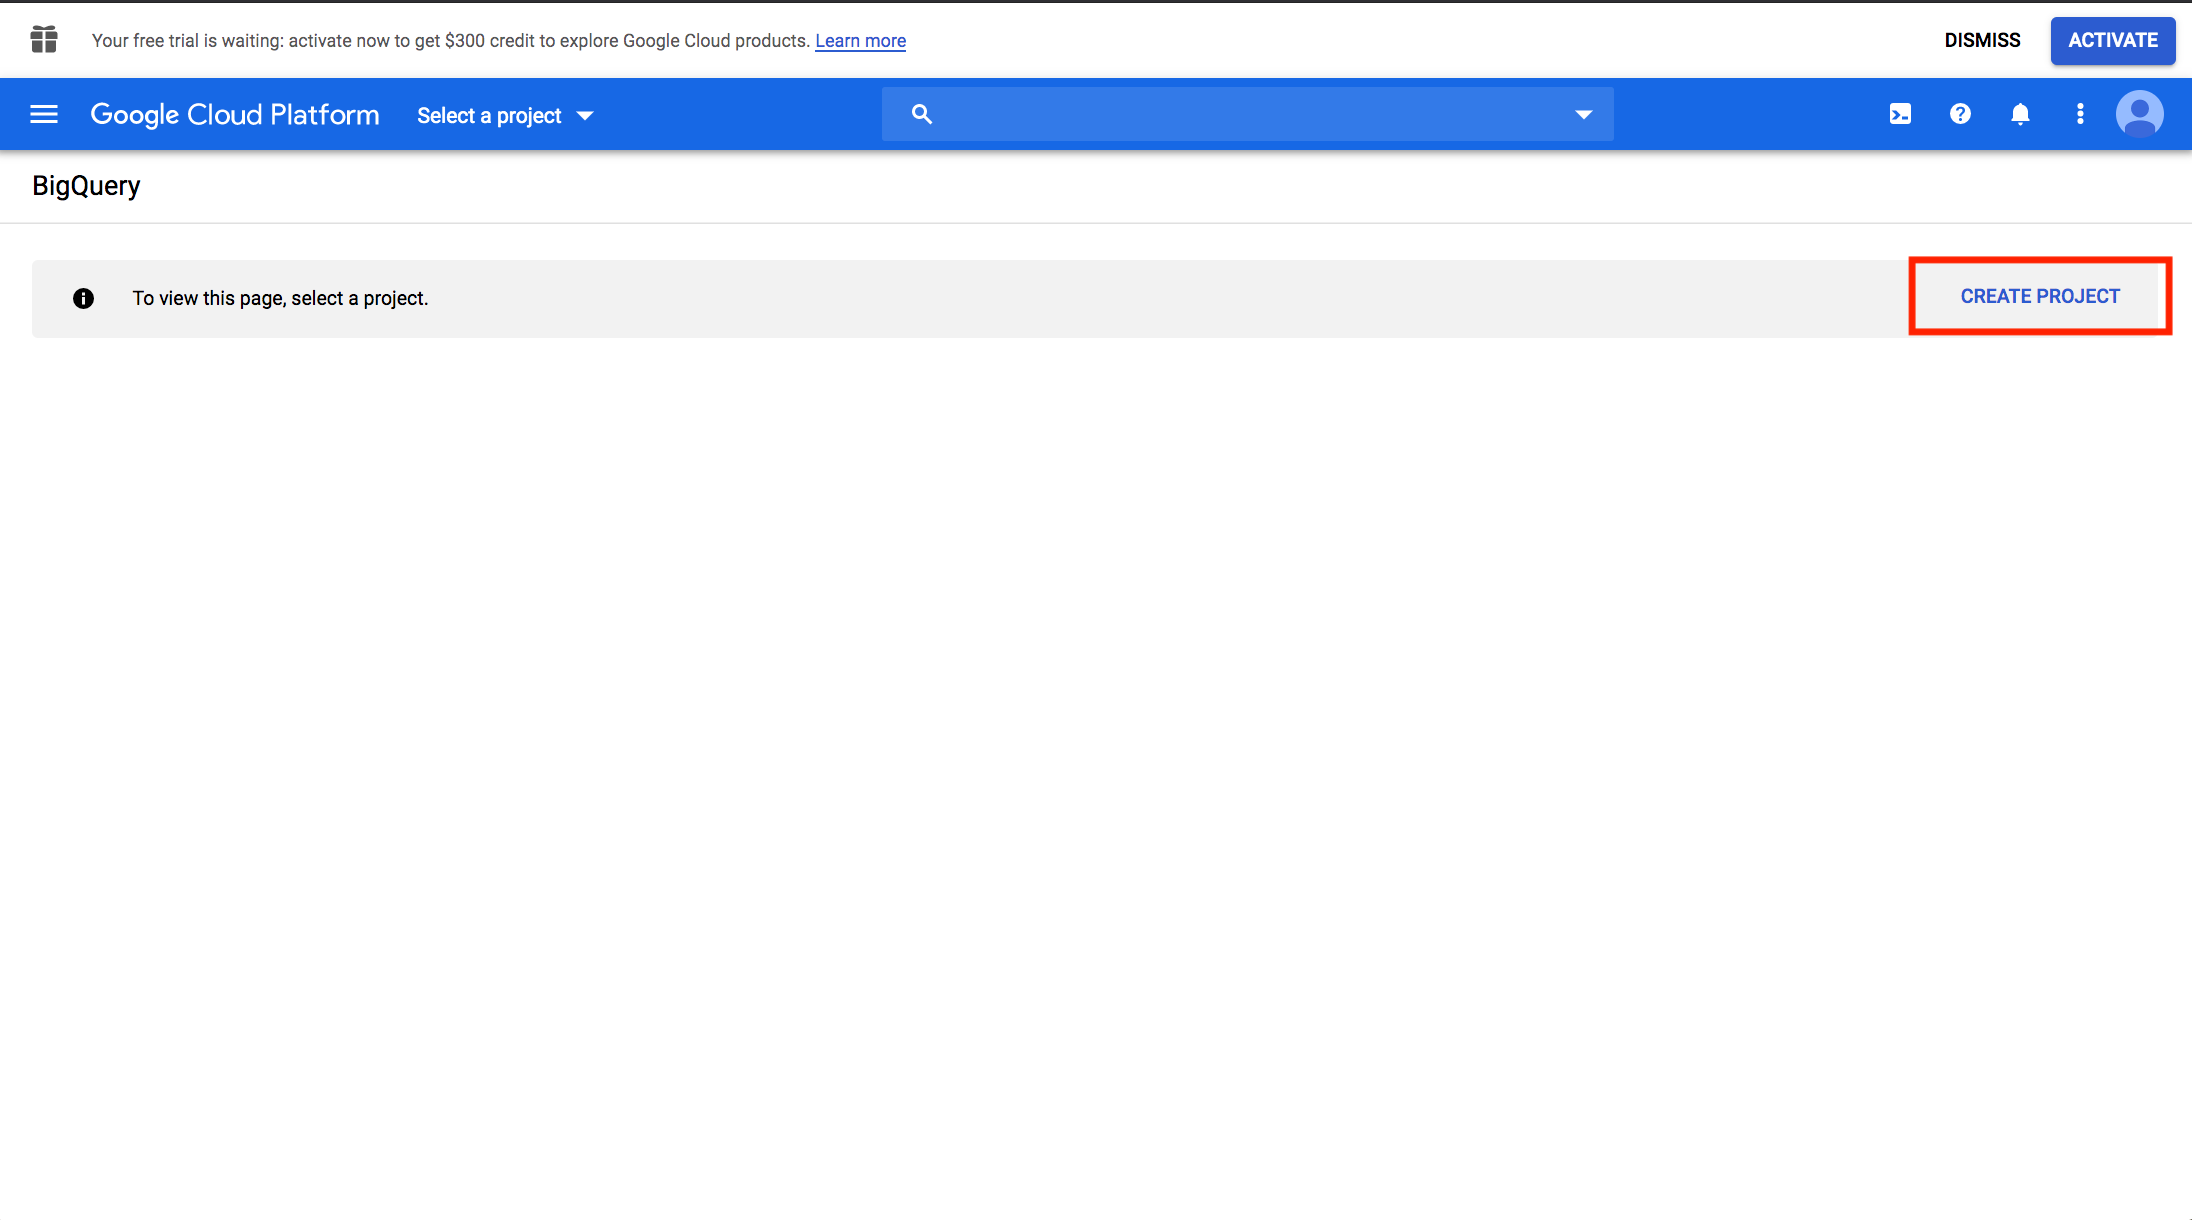 Your free trial is waiting: activate now to get $300 credit to explore Google Cloud products. Learn more
DISMISS
ACTIVATE
Google Cloud Platform
Select a project
BigQuery
To view this page, select a project.
CREATE PROJECT